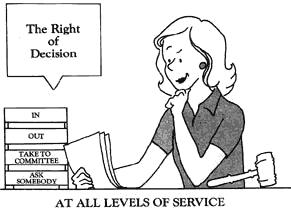 The Right
of
Decision
IN
OUT
TAKE TO
COMMITTEE
ASK
SOMEBODY
AT ALL LEVELS OF SERVICE